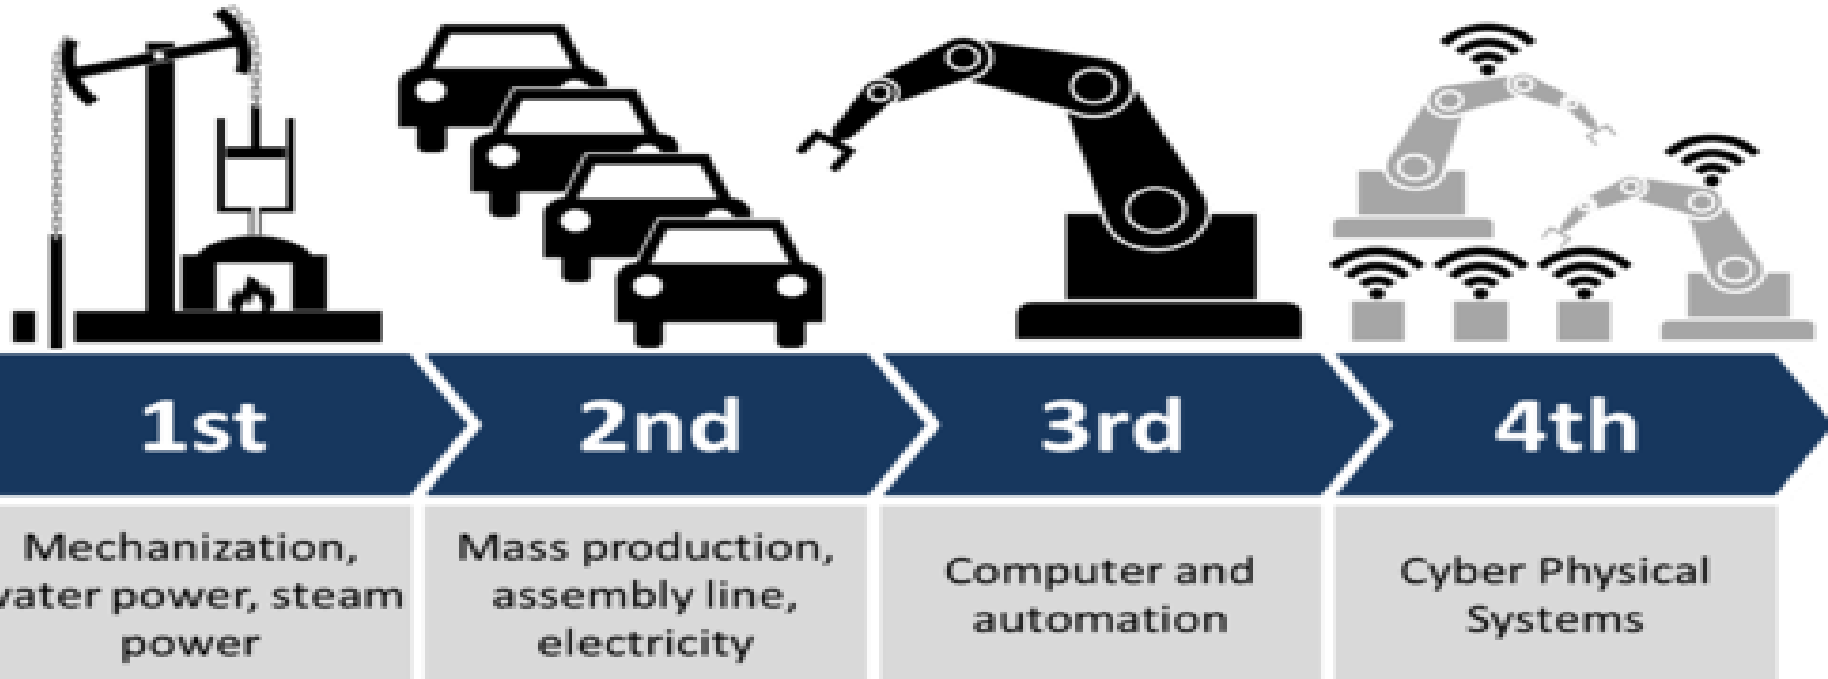 1st
2nd
3rd
4th
Mechanization,
water power, steam
power
Mass production,
assembly line,
electricity
Computer and
automation
Cyber Physical
Systems